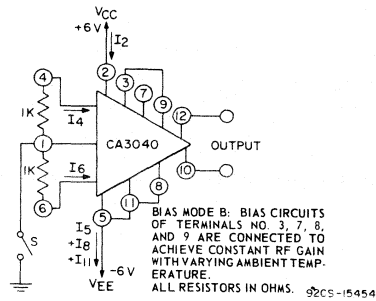 VCC
+6V
I2
2
3
4
7
9
I4
12
1K
1
CA3040
OUTPUT
1K
I6
10
6
8
11
5
I5
+I8
+I11
-6V
VEE
S
BIAS MODE B: BIAS CIRCUITS
OF TERMINALS NO. 3, 7, 8,
AND 9 ARE CONNECTED TO
ACHIEVE CONSTANT RF GAIN
WITH VARYING AMBIENT TEMP-
ERATURE.
ALL RESISTORS IN OHMS.
92CS-15454